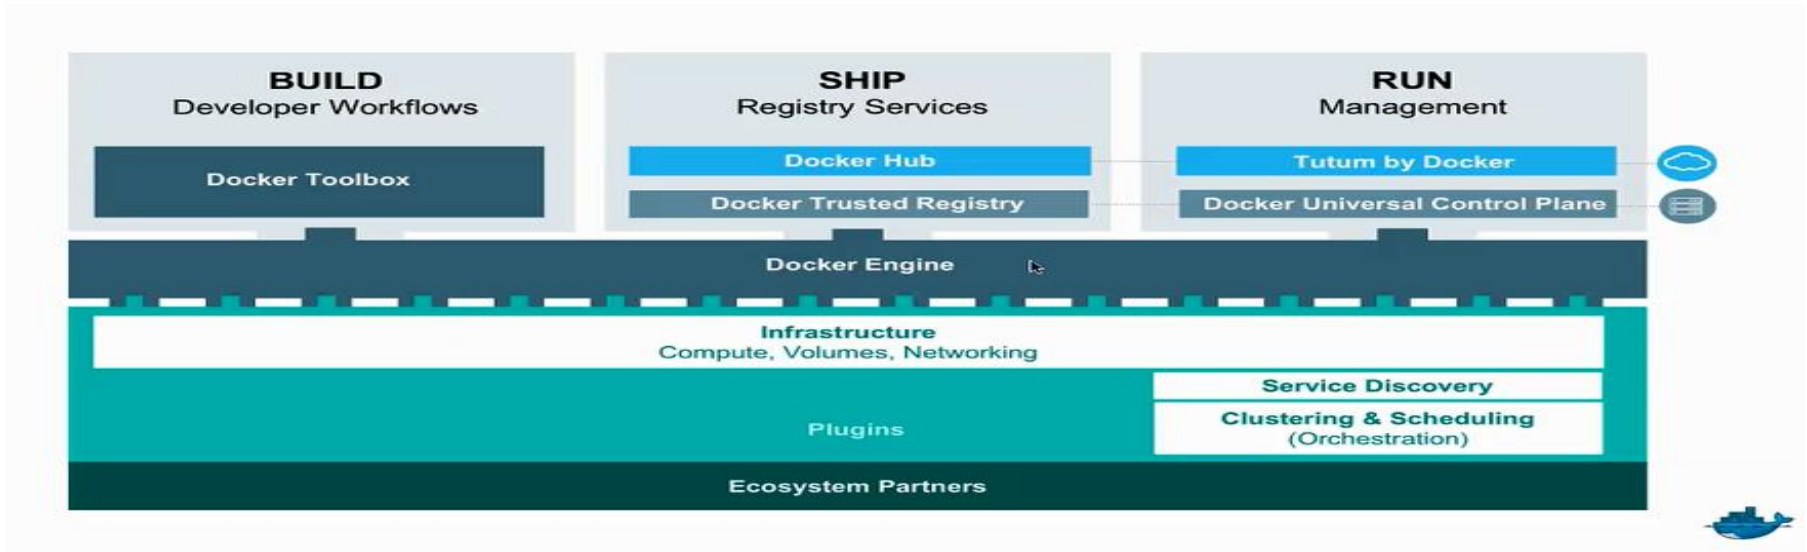 BUILD
Developer Workflows
Docker Toolbox
SHIP
Registry Services
Docker Hub
Docker Trusted Registry
RUN
Management
Tutum by Docker
Docker Universal Control Plane
Docker Engine
Infrastructure
Compute, Volumes, Networking
Service Discovery
Plugins
Clustering & Scheduling
(Orchestration)
Ecosystem Partners